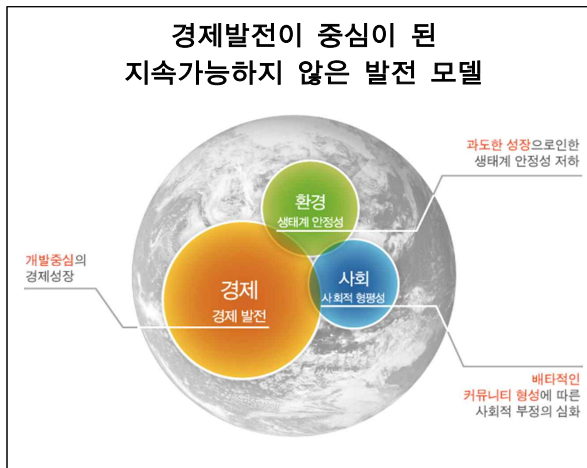 경제발전이 중심이 된
지속가능하지 않은 발전 모델
과도한 성장으로인한
생태계 안정성 저하
환경
생태계 안정성
개발중심의
경제성장
경제
경제 발전
사회
사회적 형평성
배타적인
커뮤니티 형성에 따른
사회적 부정의 심화